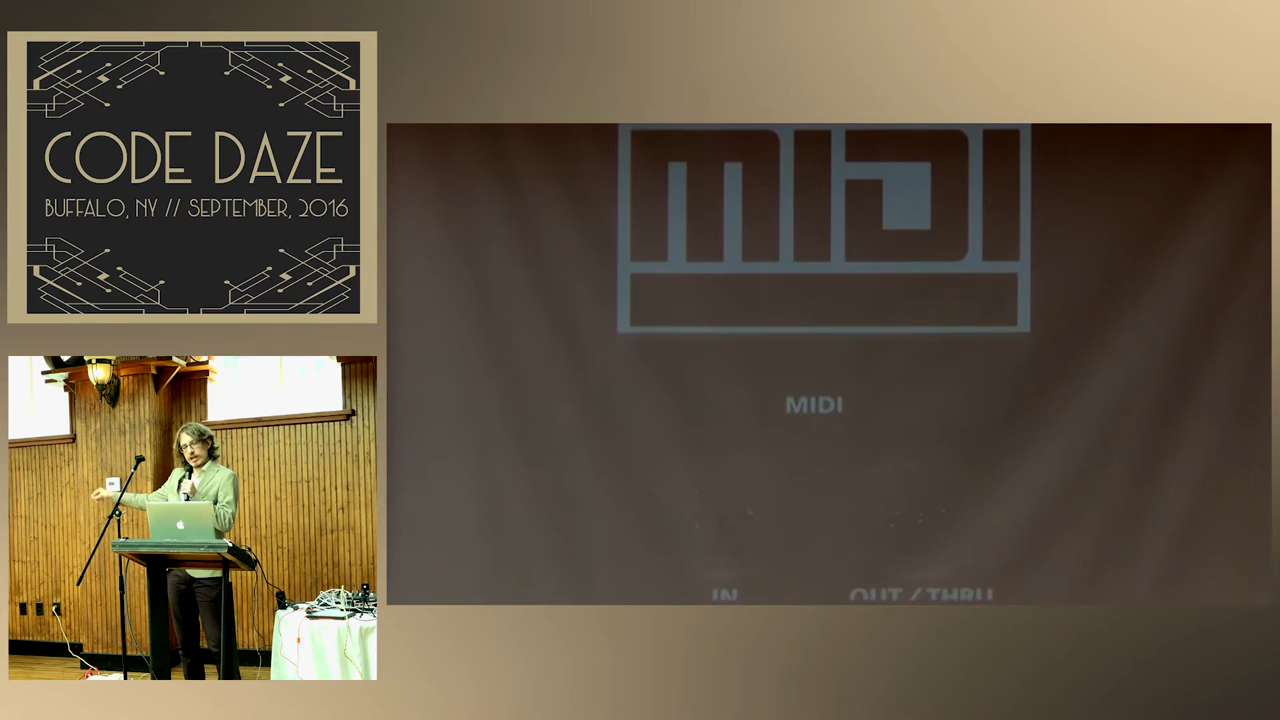 CODE DAZE
BUFFALO, NY // SEPTEMBER, 2016
MIDI
MIDI
IN
OUT / THRU